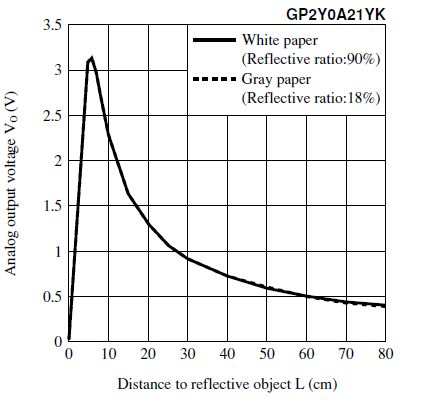 GP2Y0A21YK
White paper
(Reflective ratio:90%)
Gray paper
(Reflective ratio:18%)
Analog output voltage VO (V)
3.5
3
2.5
2
1.5
1
0.5
0
0 10 20 30 40 50 60 70 80
Distance to reflective object L (cm)